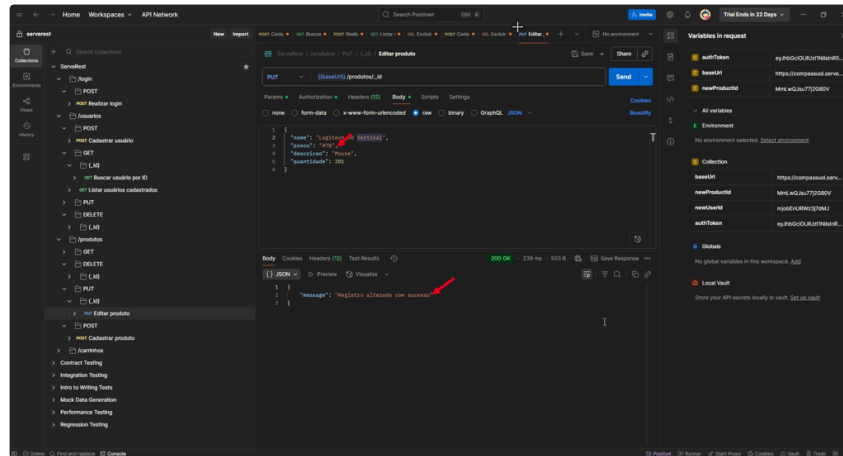 Home Workspaces API Network
Search Postman Ctrl K
Invite
Trial Ends in 22 Days
serverest
New Import
No environment
Variables in request
Collections
Environments
Flows
History
Search collections
ServeRest
/login
POST
POST Realizar login
/usuarios
POST
POST Cadastrar usuário
GET
{_id}
GET Buscar usuário por ID
GET Listar usuários cadastrados
PUT
DELETE
{_id}
/produtos
GET
DELETE
{_id}
PUT
{_id}
PUT Editar produto
POST
POST Cadastrar produto
/carrinhos
Contract Testing
Integration Testing
Intro to Writing Tests
Mock Data Generation
Performance Testing
Regression Testing
ServeRest / /produtos / PUT / {_id} / Editar produto
Save Share
PUT {{baseUrl}} /produtos/:_id
Send
Params Authorization Headers (12) Body Scripts Settings
Cookies
none form-data x-www-form-urlencoded raw binary GraphQL JSON
Beautify
1 {
2 "nome": "Logitech Vertical",
3 "preco": "470",
4 "descricao": "Mouse",
5 "quantidade": 381
6 }
Body Cookies Headers (12) Test Results
200 OK 239 ms 503 B Save Response
{} JSON Preview Visualize
1 {
2 "message": "Registro alterado com sucesso"
3 }
authToken
baseUrl https://compassuol.serve...
newProductId
All variables
E Environment
No environment selected. Select environment
C Collection
baseUrl https://compassuol.serv...
newProductId
newUserId
authToken
G Globals
No global variables in this workspace. Add
Local Vault
Store your API secrets locally in vault. Set up vault
Online Find and replace Console
Postbot Runner Start Proxy Cookies Vault Trash